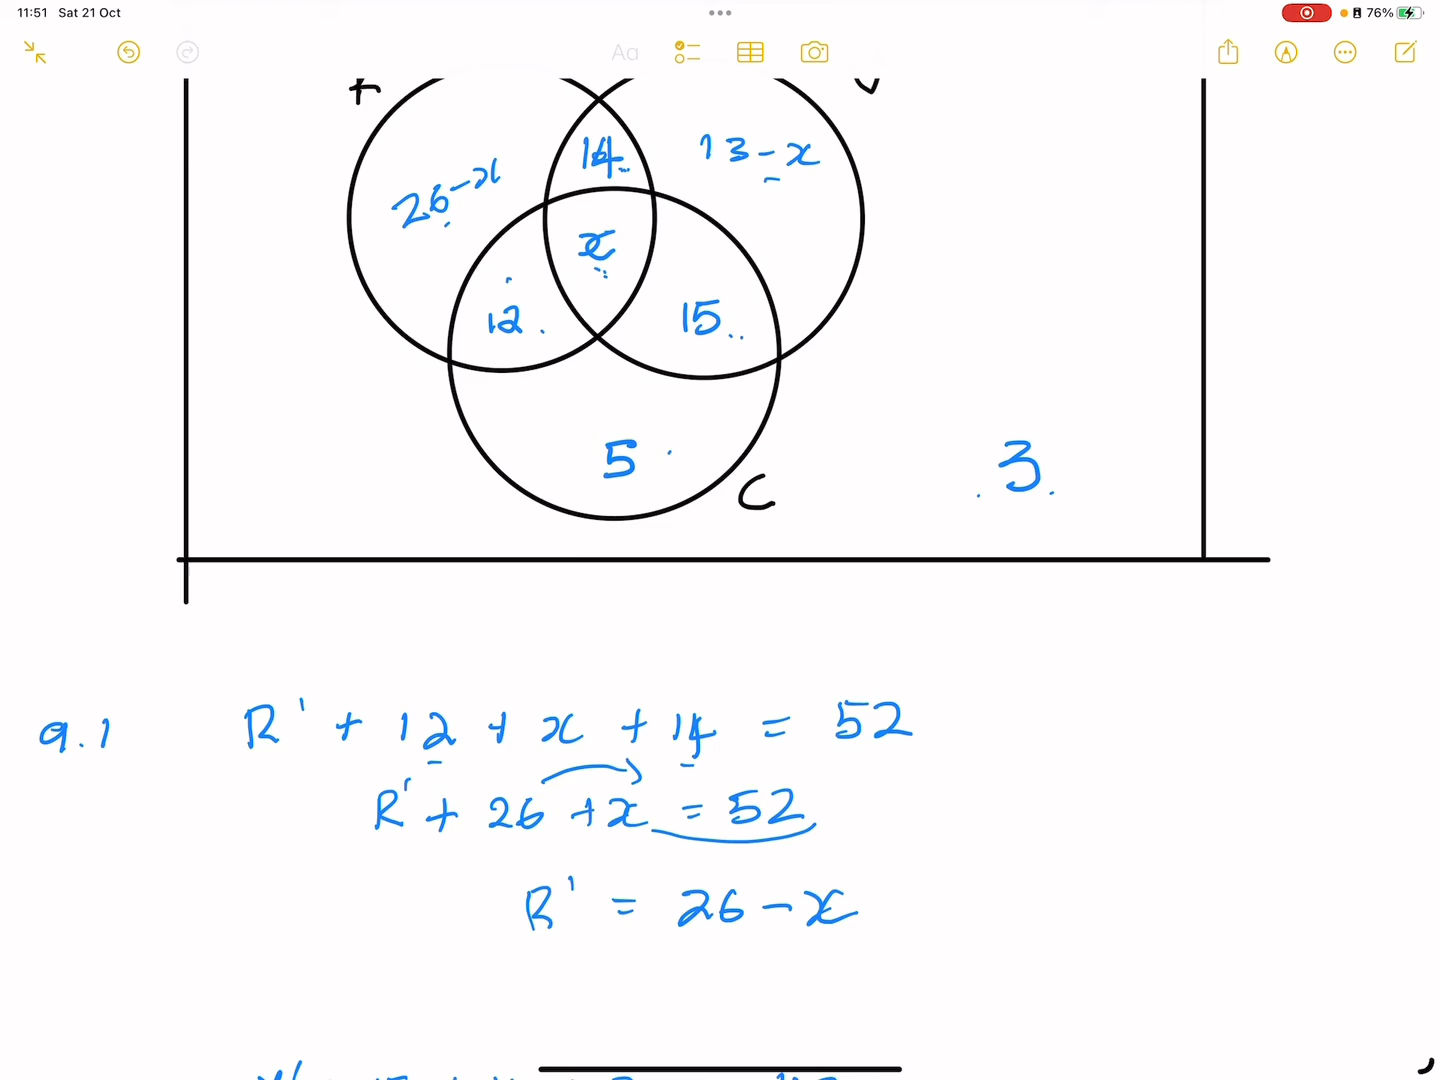 11:51 Sat 21 Oct
76%
Aa
14
13-x
26-x
x
12
15
5
3
C
9.1 R' + 12 + x + 14 = 52
R' + 26 + x = 52
R' = 26 - x